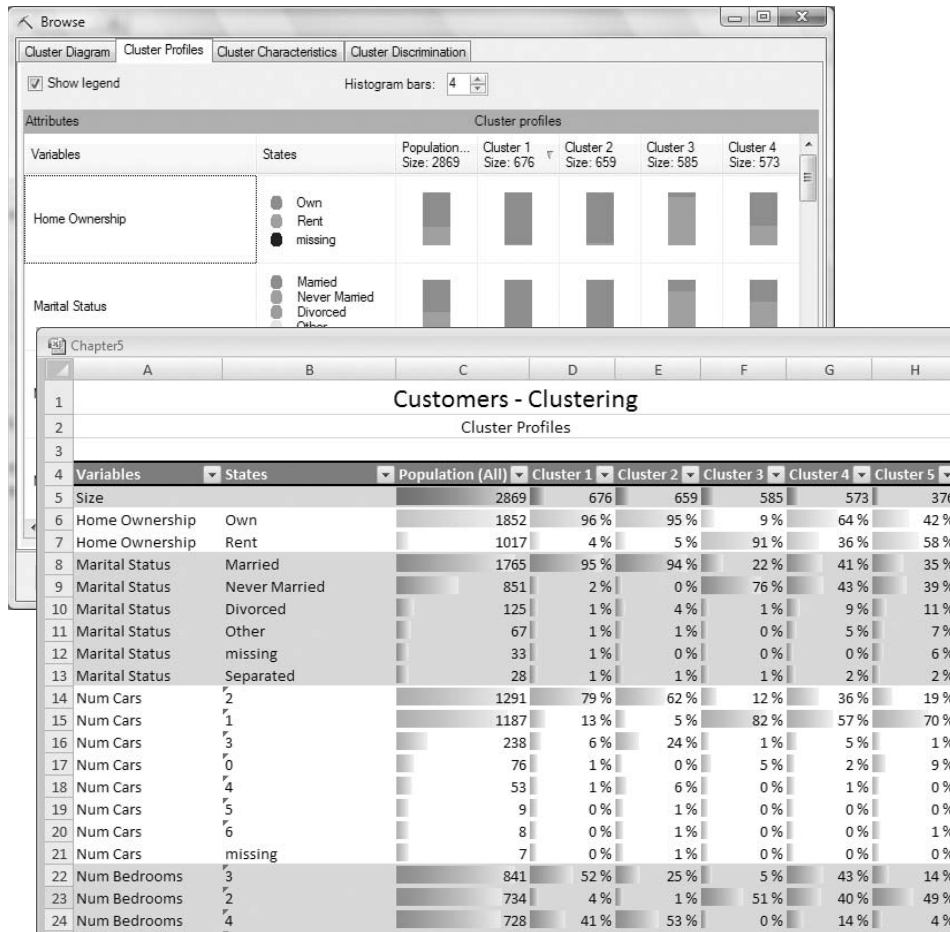 Browse
Cluster Diagram Cluster Profiles Cluster Characteristics Cluster Discrimination
Show legend Histogram bars: 4
Attributes Cluster profiles
Variables States Population... Size: 2869 Cluster 1 Size: 676 Cluster 2 Size: 659 Cluster 3 Size: 585 Cluster 4 Size: 573
Home Ownership
Own
Rent
missing
Marital Status
Married
Never Married
Divorced
Other
Chapter5
A B C D E F G H
1 Customers - Clustering
2 Cluster Profiles
3
4 Variables States Population (All) Cluster 1 Cluster 2 Cluster 3 Cluster 4 Cluster 5
5 Size 2869 676 659 585 573 376
6 Home Ownership Own 1852 96 % 95 % 9 % 64 % 42 %
7 Home Ownership Rent 1017 4 % 5 % 91 % 36 % 58 %
8 Marital Status Married 1765 95 % 94 % 22 % 41 % 35 %
9 Marital Status Never Married 851 2 % 0 % 76 % 43 % 39 %
10 Marital Status Divorced 125 1 % 4 % 1 % 9 % 11 %
11 Marital Status Other 67 1 % 1 % 0 % 5 % 7 %
12 Marital Status missing 33 1 % 0 % 0 % 0 % 6 %
13 Marital Status Separated 28 1 % 1 % 1 % 2 % 2 %
14 Num Cars 2 1291 79 % 62 % 12 % 36 % 19 %
15 Num Cars 1 1187 13 % 5 % 82 % 57 % 70 %
16 Num Cars 3 238 6 % 24 % 1 % 5 % 1 %
17 Num Cars 0 76 1 % 0 % 5 % 2 % 9 %
18 Num Cars 4 53 1 % 6 % 0 % 1 % 0 %
19 Num Cars 5 9 0 % 1 % 0 % 0 % 0 %
20 Num Cars 6 8 0 % 1 % 0 % 0 % 1 %
21 Num Cars missing 7 0 % 1 % 0 % 0 % 0 %
22 Num Bedrooms 3 841 52 % 25 % 5 % 43 % 14 %
23 Num Bedrooms 2 734 4 % 1 % 51 % 40 % 49 %
24 Num Bedrooms 4 728 41 % 53 % 0 % 14 % 4 %